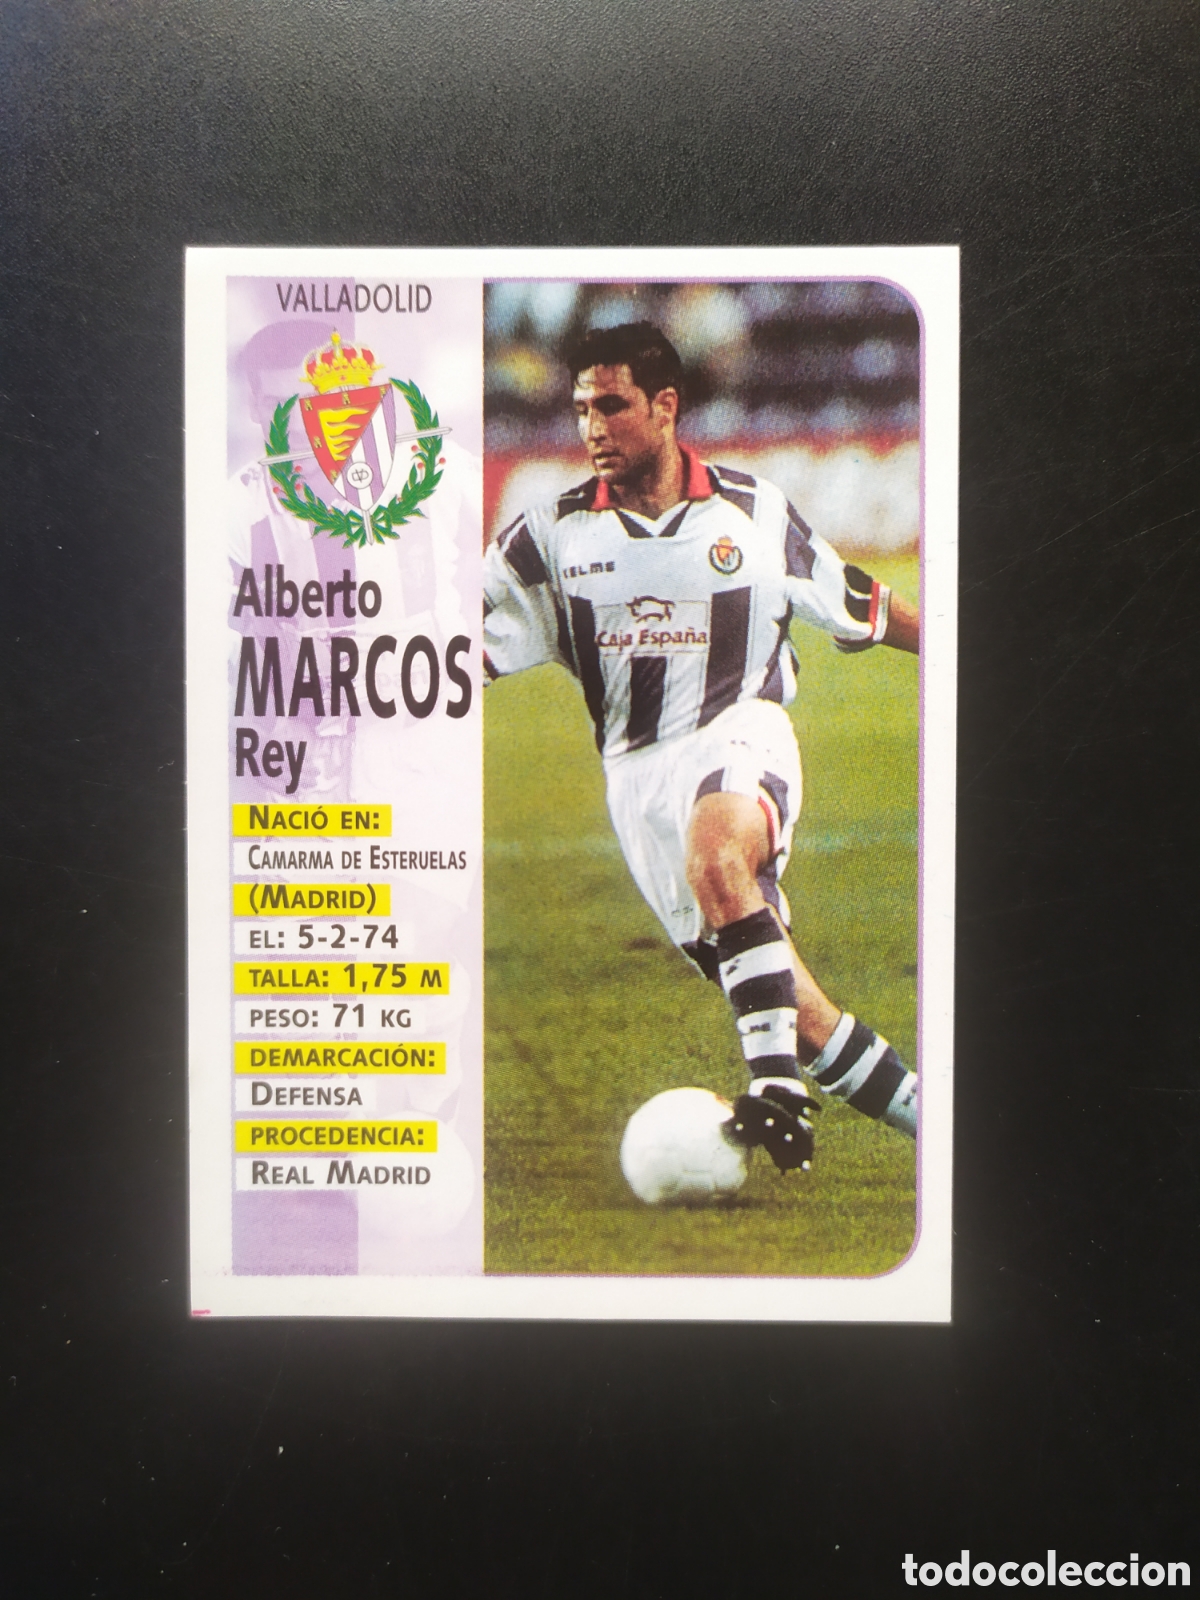 VALLADOLID
Alberto
MARCOS
Rey
NACIÓ EN:
CAMARMA DE ESTERUELAS
(MADRID)
EL: 5-2-74
TALLA: 1,75 M
PESO: 71 KG
DEMARCACIÓN:
DEFENSA
PROCEDENCIA:
REAL MADRID
KELME
Caja España
todocoleccion